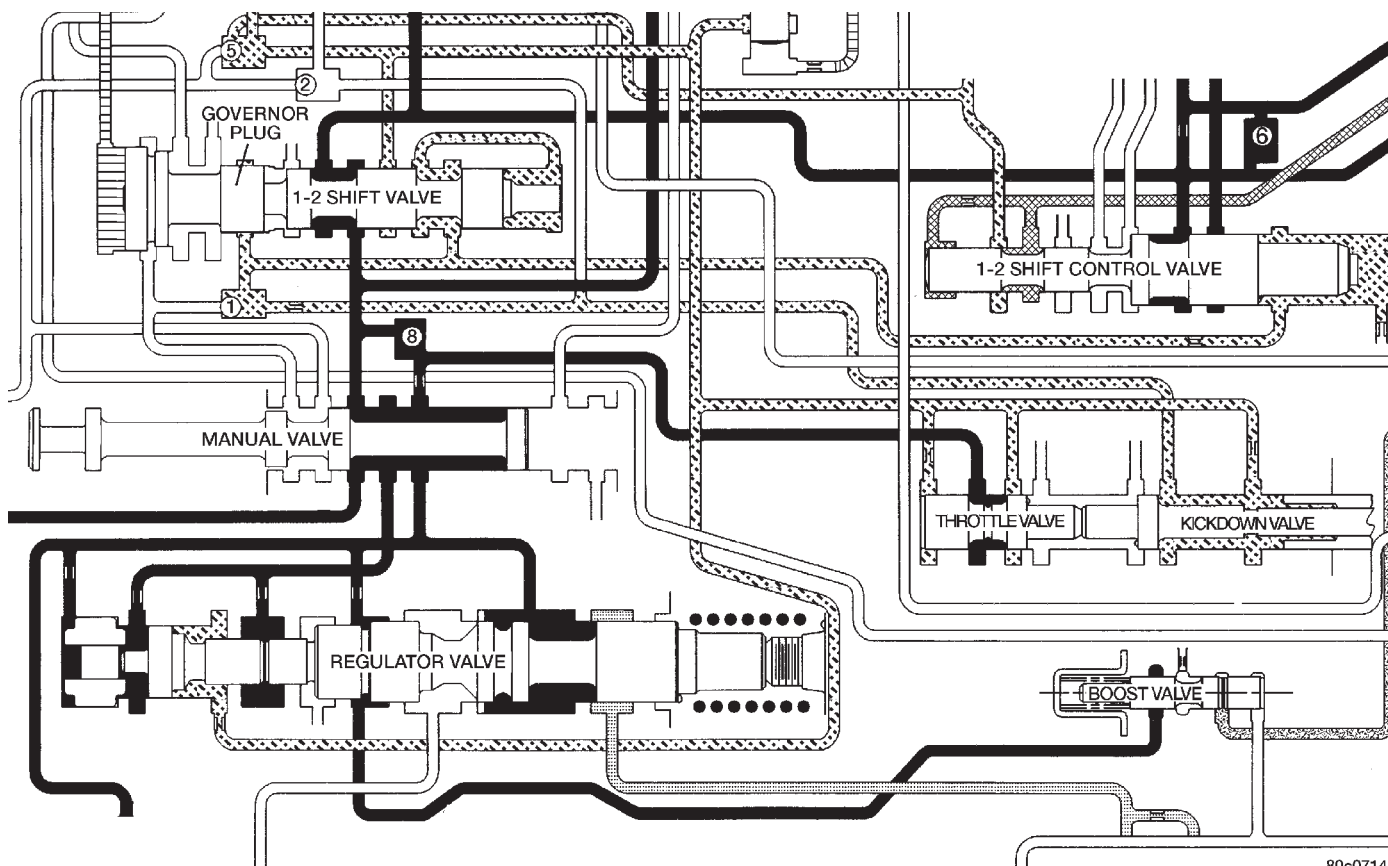 5
2
GOVERNOR
PLUG
6
1-2 SHIFT VALVE
1-2 SHIFT CONTROL VALVE
1
8
MANUAL VALVE
THROTTLE VALVE
KICKDOWN VALVE
REGULATOR VALVE
BOOST VALVE